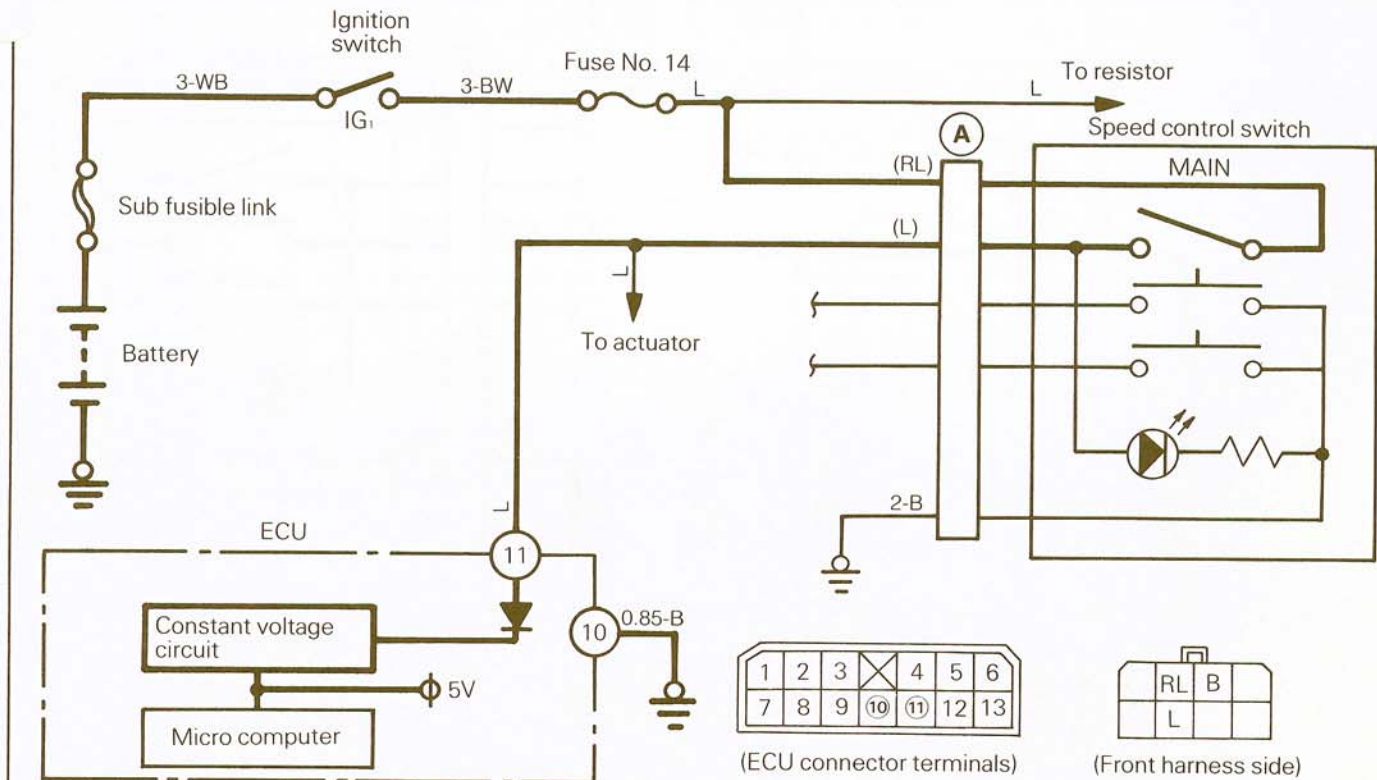 Ignition
switch
3-WB
IG₁
3-BW
Fuse No. 14
L
L
To resistor
A
Speed control switch
MAIN
(RL)
(L)
Sub fusible link
L
To actuator
Battery
2-B
L
ECU
11
10
0.85-B
Constant voltage
circuit
5V
Micro computer
1 2 3 4 5 6
7 8 9 ⑩ ⑪ 12 13
(ECU connector terminals)
RL B
L
(Front harness side)